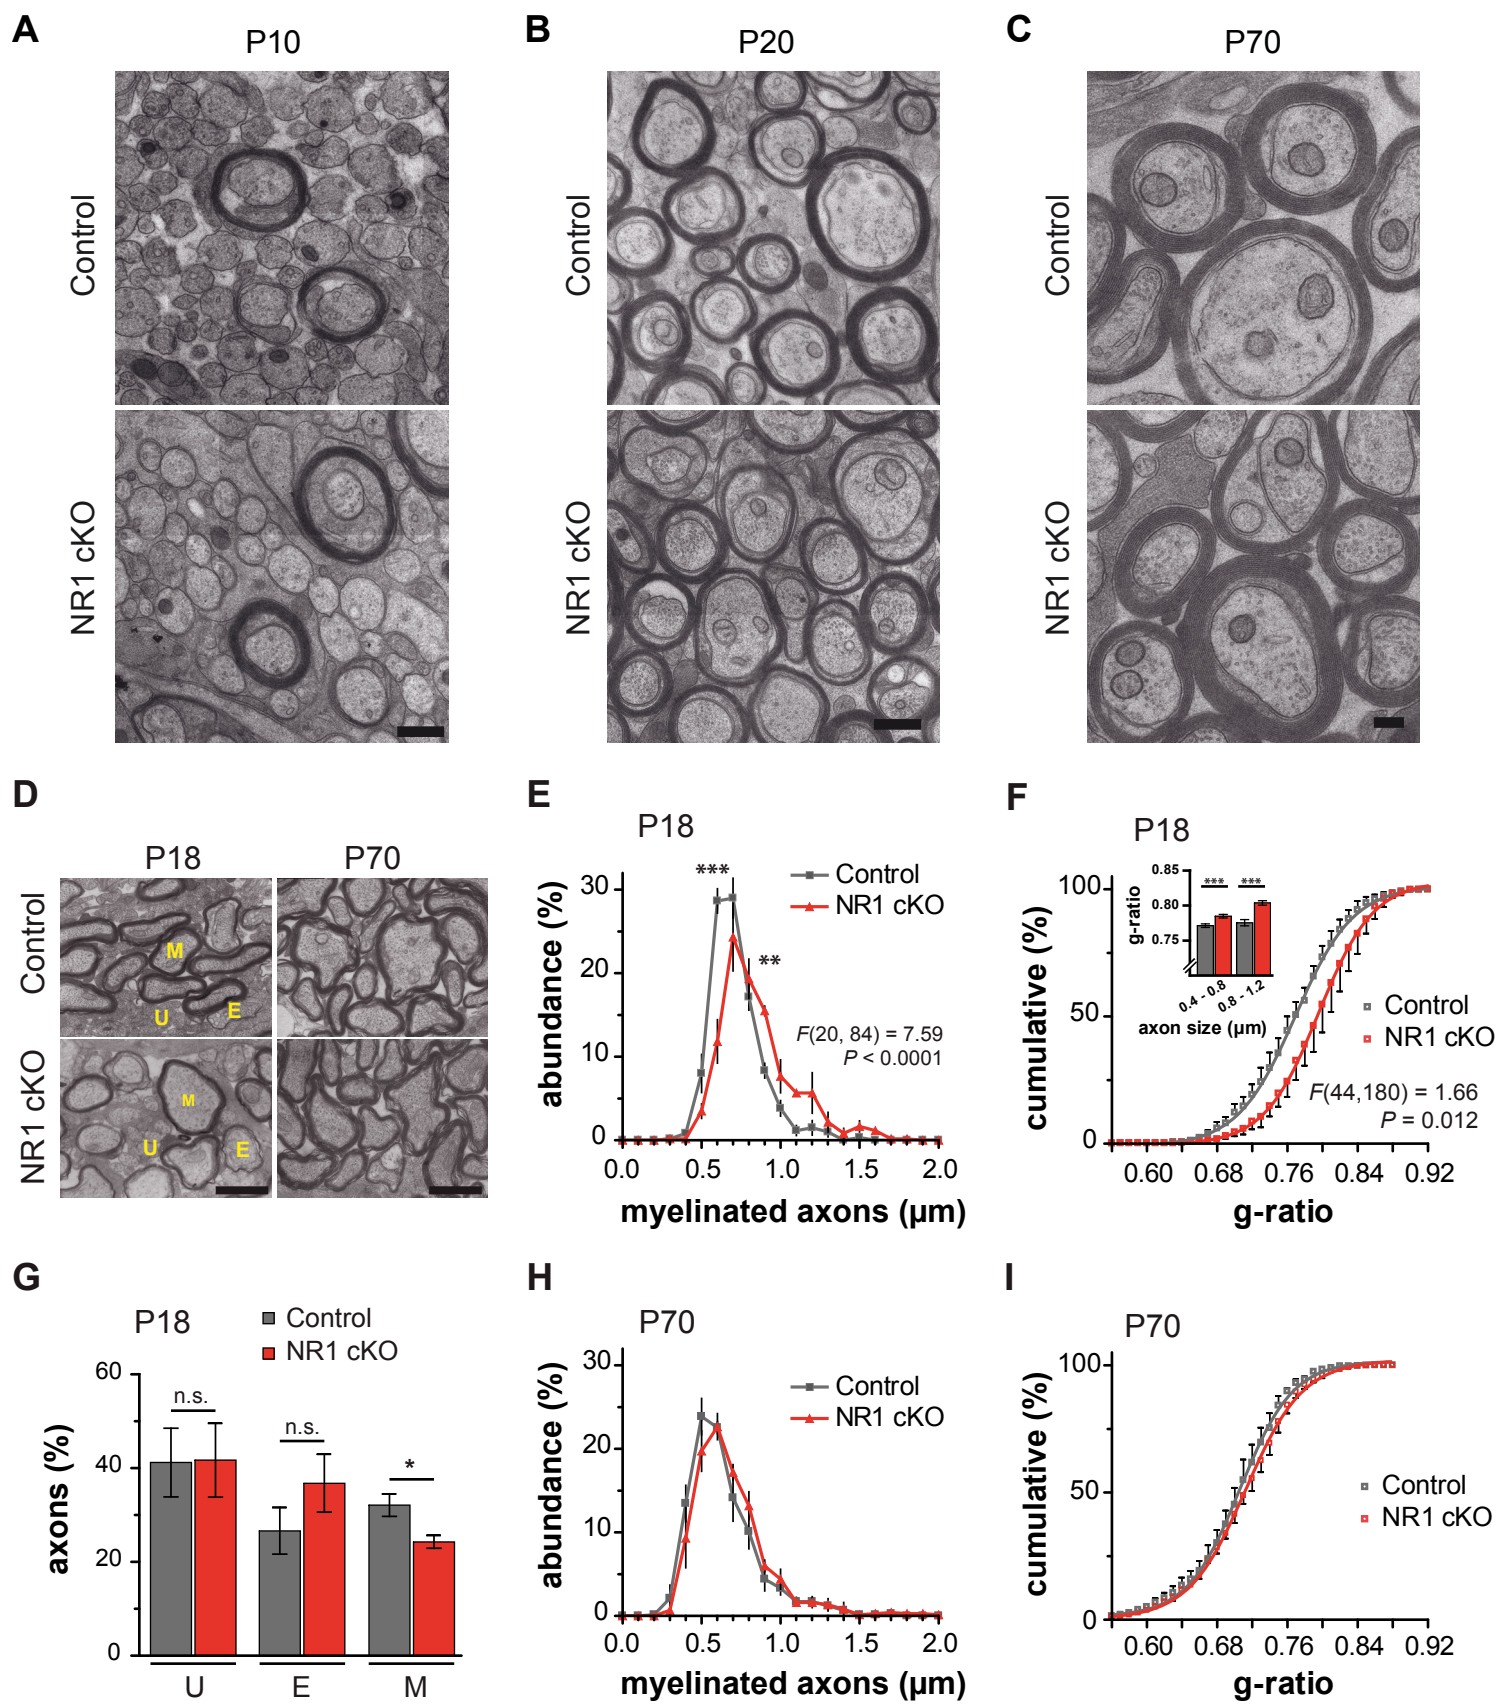 A
P10
B
P20
C
P70
Control
NR1 cKO
Control
NR1 cKO
Control
NR1 cKO
D
P18
P70
Control
NR1 cKO
M
U
E
M
U
E
E
P18
Control
NR1 cKO
***
**
F(20, 84) = 7.59
P < 0.0001
abundance (%)
30
20
10
0
0.0 0.5 1.0 1.5 2.0
myelinated axons (µm)
F
P18
cumulative (%)
100
50
0
g-ratio
0.85
0.80
0.75
*** ***
0.4 - 0.8
0.8 - 1.2
axon size (µm)
Control
NR1 cKO
F(44,180) = 1.66
P = 0.012
0.60 0.68 0.76 0.84 0.92
g-ratio
G
P18
Control
NR1 cKO
axons (%)
60
40
20
0
n.s.
n.s.
*
U E M
H
P70
Control
NR1 cKO
abundance (%)
30
20
10
0
0.0 0.5 1.0 1.5 2.0
myelinated axons (µm)
I
P70
cumulative (%)
100
50
0
Control
NR1 cKO
0.60 0.68 0.76 0.84 0.92
g-ratio